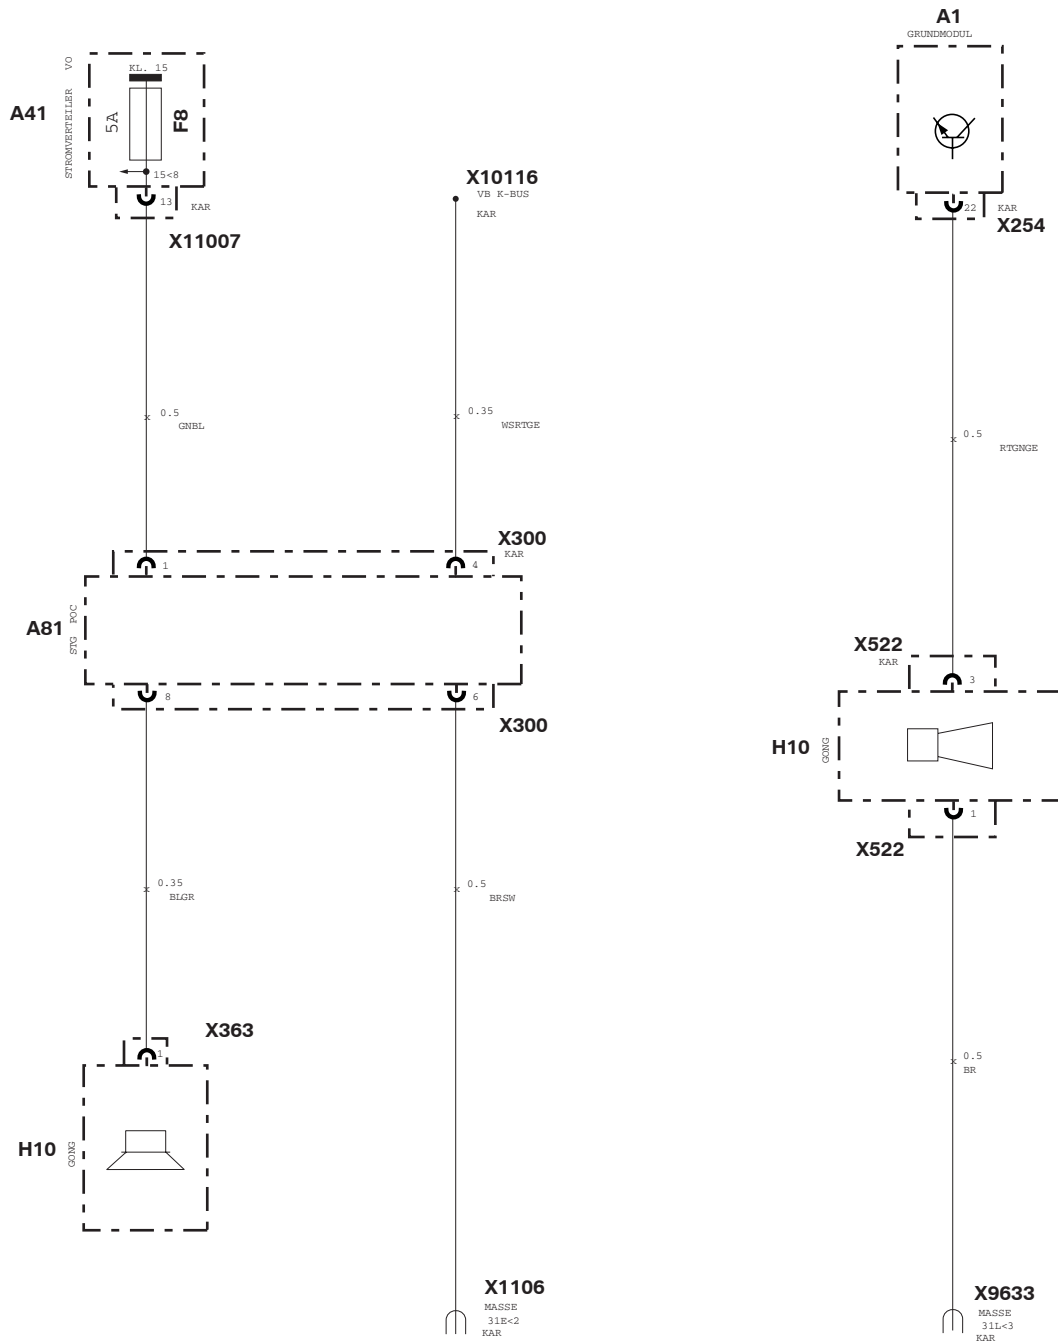 A1
GRUNDMODUL
A41
STROMVERTEILER VO
KL. 15
5A
F8
15<8
13
KAR
X11007
X10116
VB K-BUS
KAR
22
KAR
X254
0.5
GNBL
0.35
WSRTGE
0.5
RTGNGE
X300
KAR
1
4
A81
STG POC
8
6
X300
X522
KAR
3
H10
GONG
1
X522
0.35
BLGR
0.5
BRSW
X363
1
0.5
BR
H10
GONG
X1106
MASSE
31E<2
KAR
X9633
MASSE
31L<3
KAR